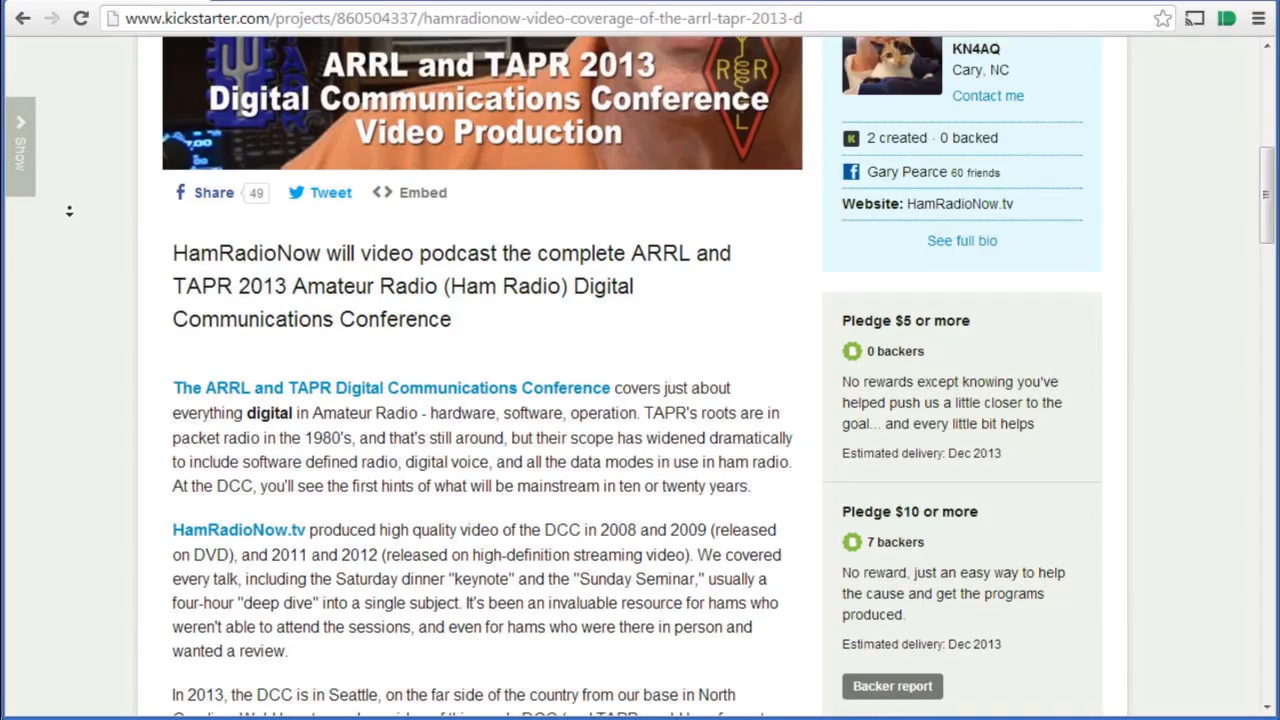 www.kickstarter.com/projects/860504337/hamradionow-video-coverage-of-the-arrl-tapr-2013-d
Show
ARRL and TAPR 2013
Digital Communications Conference
Video Production
R R
L
Share 49 Tweet Embed
HamRadioNow will video podcast the complete ARRL and
TAPR 2013 Amateur Radio (Ham Radio) Digital
Communications Conference
The ARRL and TAPR Digital Communications Conference covers just about
everything digital in Amateur Radio - hardware, software, operation. TAPR's roots are in
packet radio in the 1980's, and that's still around, but their scope has widened dramatically
to include software defined radio, digital voice, and all the data modes in use in ham radio.
At the DCC, you'll see the first hints of what will be mainstream in ten or twenty years.
HamRadioNow.tv produced high quality video of the DCC in 2008 and 2009 (released
on DVD), and 2011 and 2012 (released on high-definition streaming video). We covered
every talk, including the Saturday dinner "keynote" and the "Sunday Seminar," usually a
four-hour "deep dive" into a single subject. It's been an invaluable resource for hams who
weren't able to attend the sessions, and even for hams who were there in person and
wanted a review.
In 2013, the DCC is in Seattle, on the far side of the country from our base in North
KN4AQ
Cary, NC
Contact me
2 created · 0 backed
Gary Pearce 60 friends
Website: HamRadioNow.tv
See full bio
Pledge $5 or more
0 backers
No rewards except knowing you've
helped push us a little closer to the
goal... and every little bit helps
Estimated delivery: Dec 2013
Pledge $10 or more
7 backers
No reward, just an easy way to help
the cause and get the programs
produced.
Estimated delivery: Dec 2013
Backer report